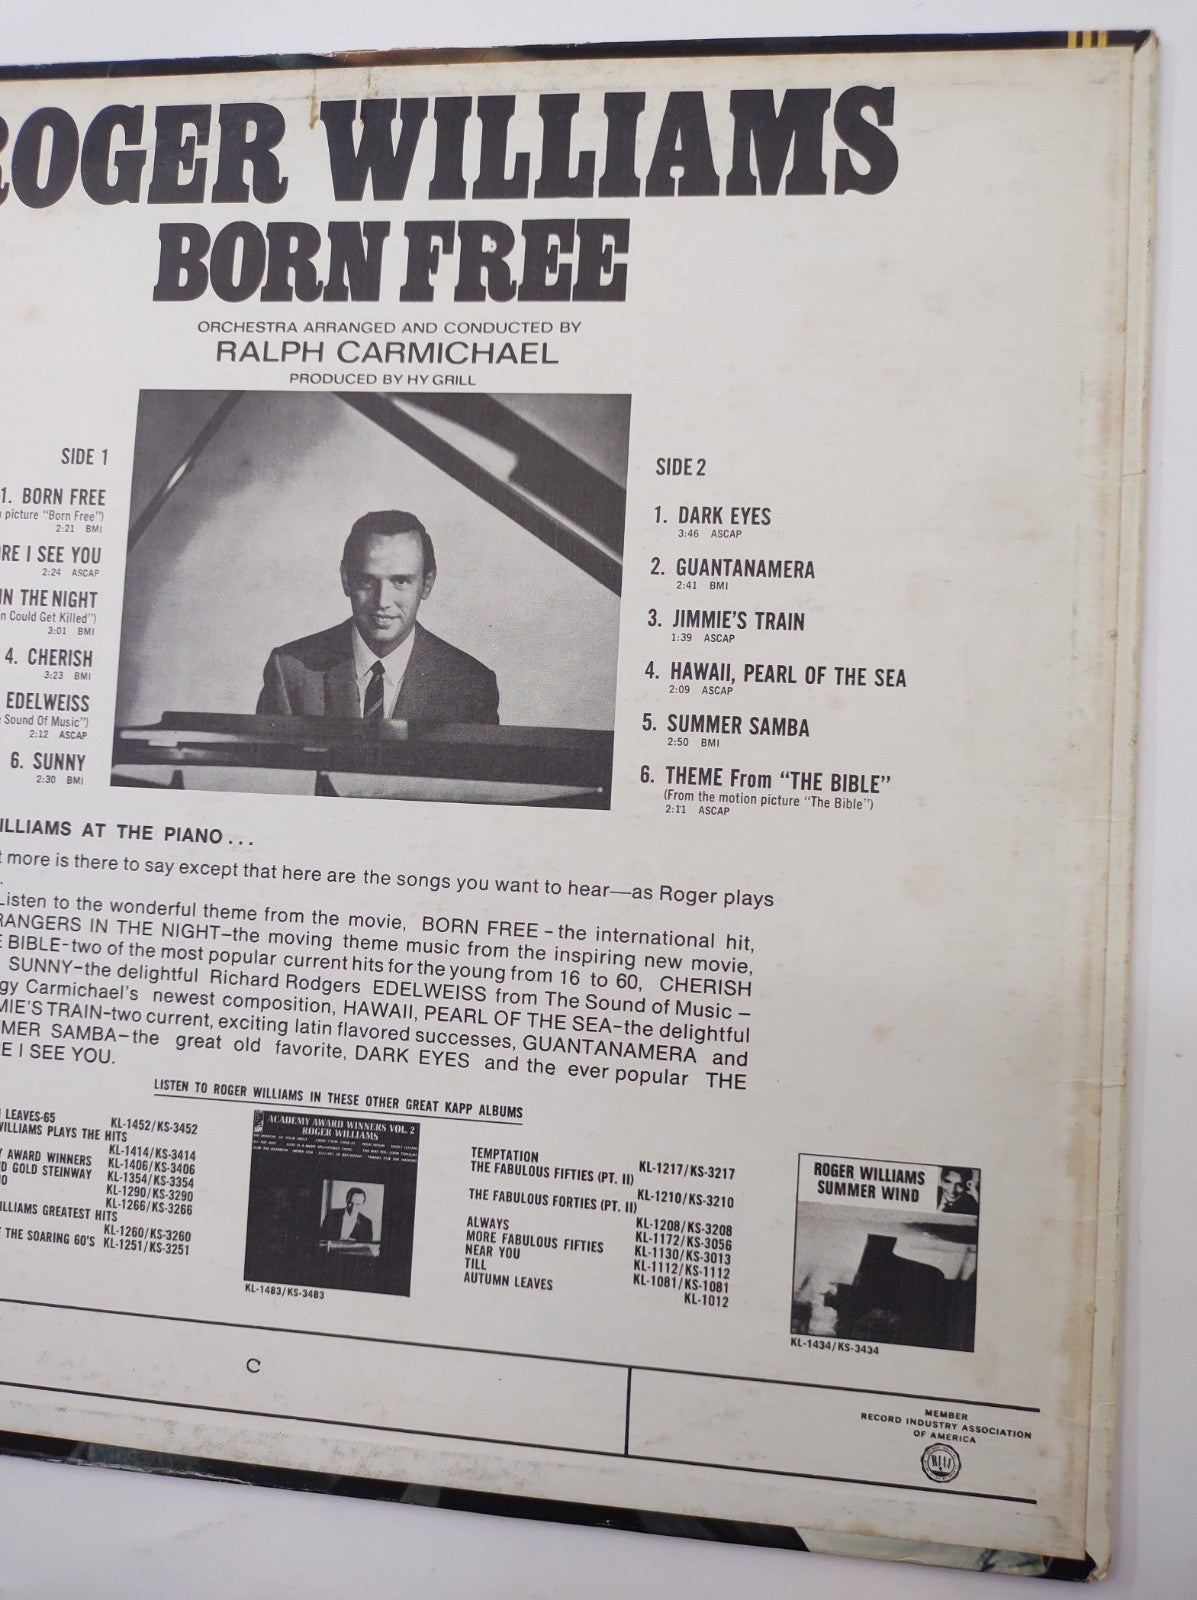 ROGER WILLIAMS
BORN FREE
ORCHESTRA ARRANGED AND CONDUCTED BY
RALPH CARMICHAEL
PRODUCED BY HY GRILL
SIDE 1
1. BORN FREE
picture "Born Free")
2:21 BMI
RE I SEE YOU
2:24 ASCAP
IN THE NIGHT
n Could Get Killed")
3:01 BMI
4. CHERISH
3:23 BMI
EDELWEISS
Sound Of Music")
2:12 ASCAP
6. SUNNY
2:30 BMI
SIDE 2
1. DARK EYES
3:46 ASCAP
2. GUANTANAMERA
2:41 BMI
3. JIMMIE'S TRAIN
1:39 ASCAP
4. HAWAII, PEARL OF THE SEA
2:09 ASCAP
5. SUMMER SAMBA
2:50 BMI
6. THEME From "THE BIBLE"
(From the motion picture "The Bible")
2:11 ASCAP
ILLIAMS AT THE PIANO...
t more is there to say except that here are the songs you want to hear—as Roger plays
Listen to the wonderful theme from the movie, BORN FREE - the international hit,
RANGERS IN THE NIGHT—the moving theme music from the inspiring new movie,
E BIBLE-two of the most popular current hits for the young from 16 to 60, CHERISH
SUNNY—the delightful Richard Rodgers EDELWEISS from The Sound of Music —
gy Carmichael's newest composition, HAWAII, PEARL OF THE SEA-the delightful
MIE'S TRAIN-two current, exciting latin flavored successes, GUANTANAMERA and
MER SAMBA—the great old favorite, DARK EYES and the ever popular THE
E I SEE YOU.
LISTEN TO ROGER WILLIAMS IN THESE OTHER GREAT KAPP ALBUMS
LEAVES-65 KL-1452/KS-3452
WILLIAMS PLAYS THE HITS
KL-1414/KS-3414
Y AWARD WINNERS KL-1406/KS-3406
D GOLD STEINWAY KL-1354/KS-3354
O KL-1290/KS-3290
KL-1266/KS-3266
ILLIAMS GREATEST HITS
KL-1260/KS-3260
F THE SOARING 60'S KL-1251/KS-3251
ACADEMY AWARD WINNERS VOL. 2
ROGER WILLIAMS
KL-1483/KS-3483
TEMPTATION KL-1217/KS-3217
THE FABULOUS FIFTIES (PT. II)
KL-1210/KS-3210
THE FABULOUS FORTIES (PT. II)
KL-1208/KS-3208
ALWAYS KL-1172/KS-3056
MORE FABULOUS FIFTIES KL-1130/KS-3013
NEAR YOU KL-1112/KS-1112
TILL KL-1081/KS-1081
AUTUMN LEAVES KL-1012
ROGER WILLIAMS
SUMMER WIND
KL-1434/KS-3434
C
MEMBER
RECORD INDUSTRY ASSOCIATION
OF AMERICA